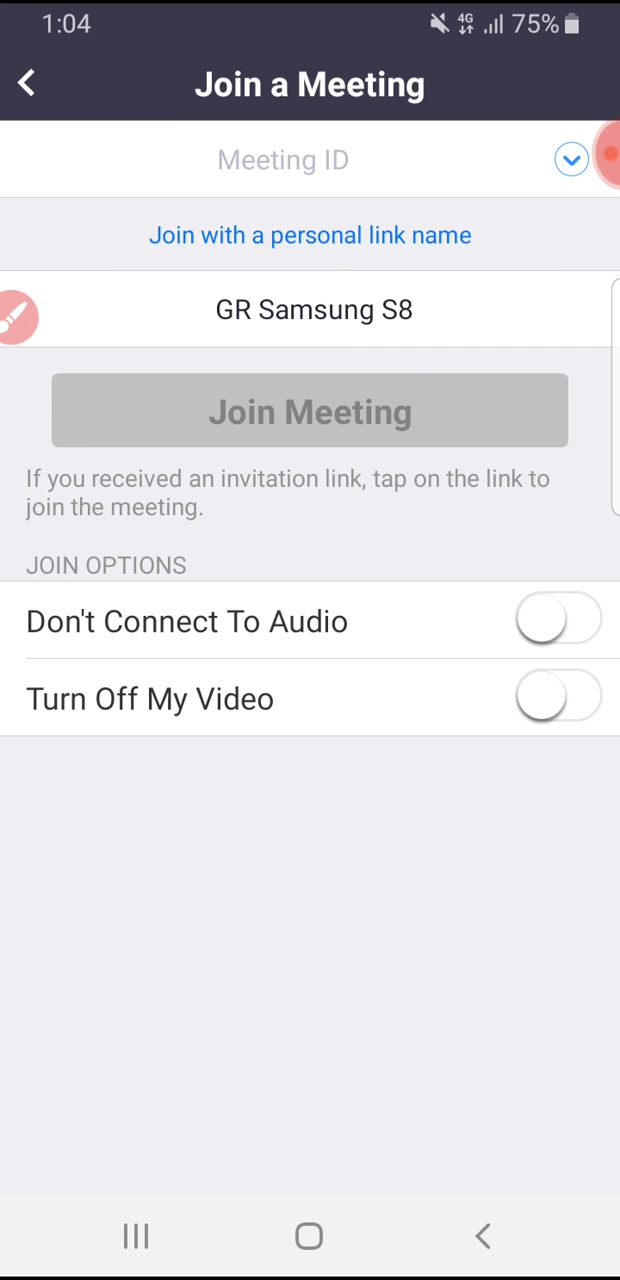 1:04 4G 75%
Join a Meeting
Meeting ID
Join with a personal link name
GR Samsung S8
Join Meeting
If you received an invitation link, tap on the link to
join the meeting.
JOIN OPTIONS
Don't Connect To Audio
Turn Off My Video